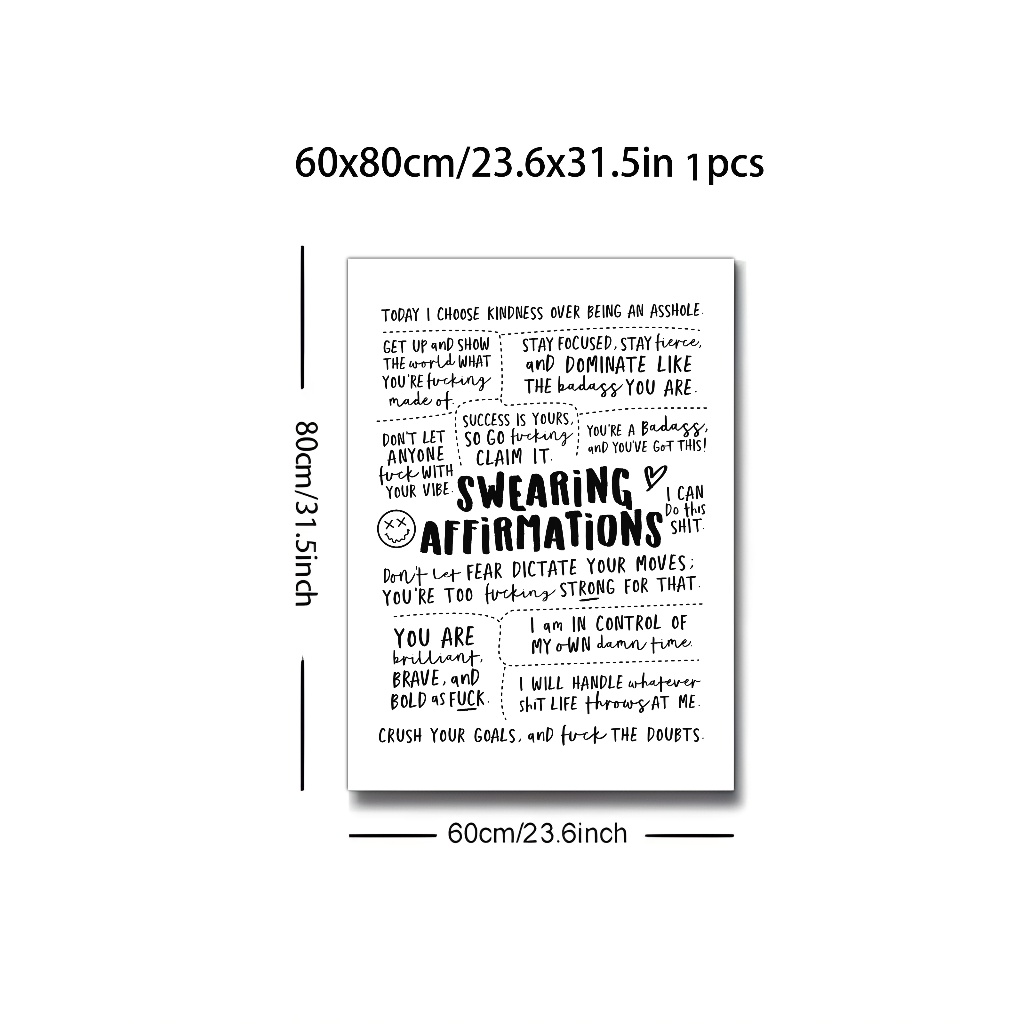 60x80cm/23.6x31.5in 1pcs
80cm/31.5inch
TODAY I CHOOSE KINDNESS OVER BEING AN ASSHOLE.
GET UP anD SHOW
THE world WHAT
YOU'RE fucking
made of.
STAY FOCUSED, STAY fierce,
anD DOMINATE LIKE
THE badass YOU ARE.
DON'T LET
ANYONE
fuck WITH
YOUR VIBE.
SUCCESS IS YOURS,
SO GO fucking
CLAIM IT.
YOU'RE A Badass,
anD YOU'VE GOT THIS!
SWEARiNG
AFFiRMATiONS
I CAN
Do this
SHIT.
Don't Let FEAR DICTATE YOUR MOVES;
YOU'RE TOO fucking STRONG FOR THAT.
YOU ARE
brilliant,
BRAVE, anD
BOLD as FUCK.
I am IN CONTROL OF
MY oWN damn time.
I WILL HANDLE whatever
shiT LIFE throws AT ME.
CRUSH YOUR GOALS, anD fuck THE DOUBTS.
60cm/23.6inch